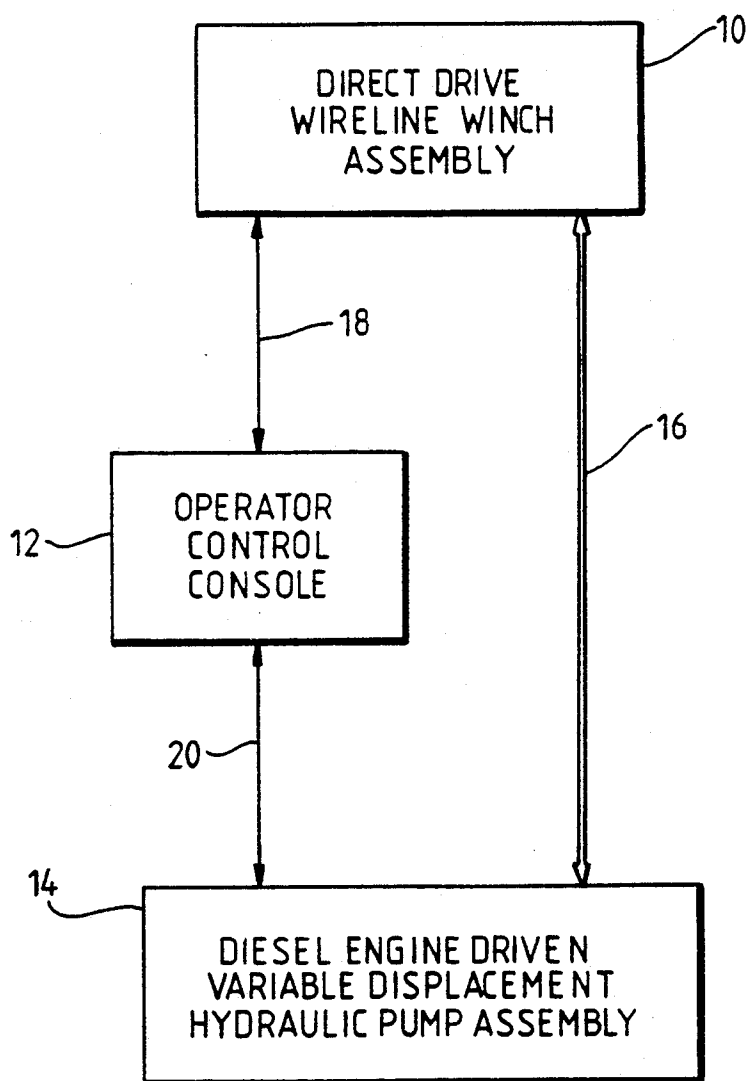 10
DIRECT DRIVE
WIRELINE WINCH
ASSEMBLY
18
16
12
OPERATOR
CONTROL
CONSOLE
20
14
DIESEL ENGINE DRIVEN
VARIABLE DISPLACEMENT
HYDRAULIC PUMP ASSEMBLY